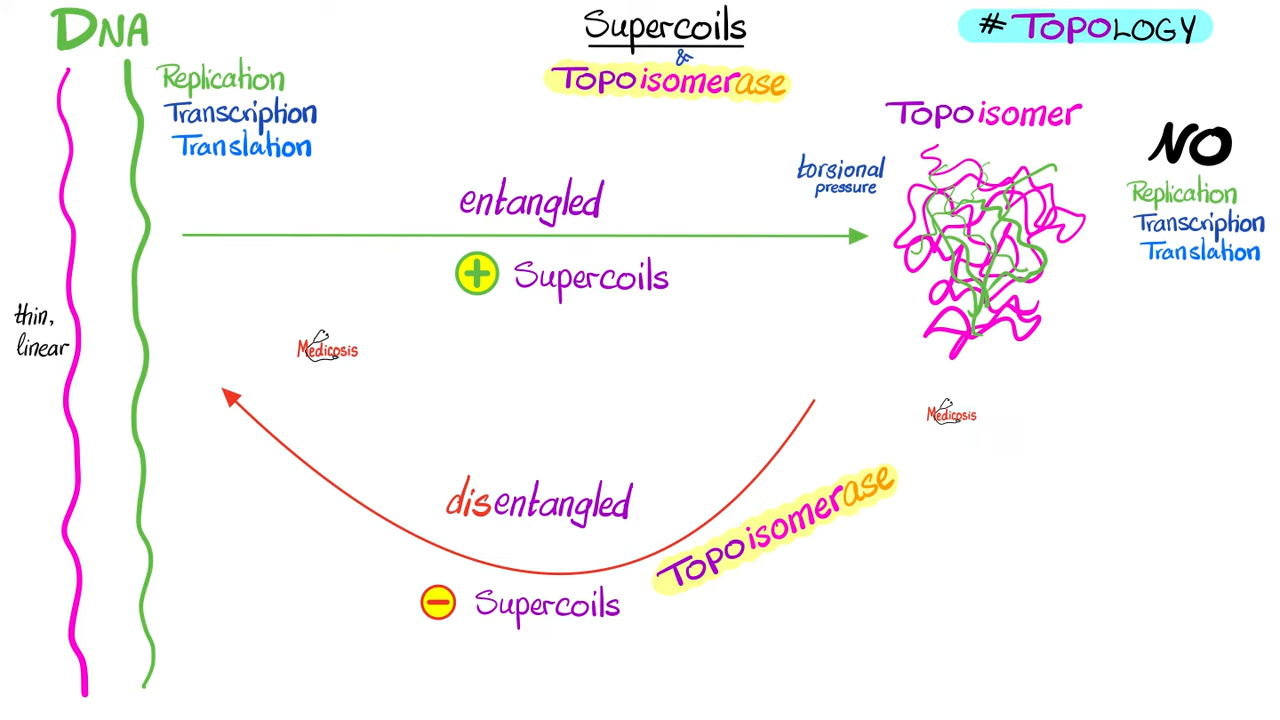 DNA
Replication
Transcription
Translation
Supercoils
&
Topoisomerase
# TOPOLOGY
Topoisomer
torsional
pressure
NO
Replication
Transcription
Translation
entangled
+ Supercoils
thin,
linear
Medicosis
Medicosis
disentangled
Topoisomerase
− Supercoils